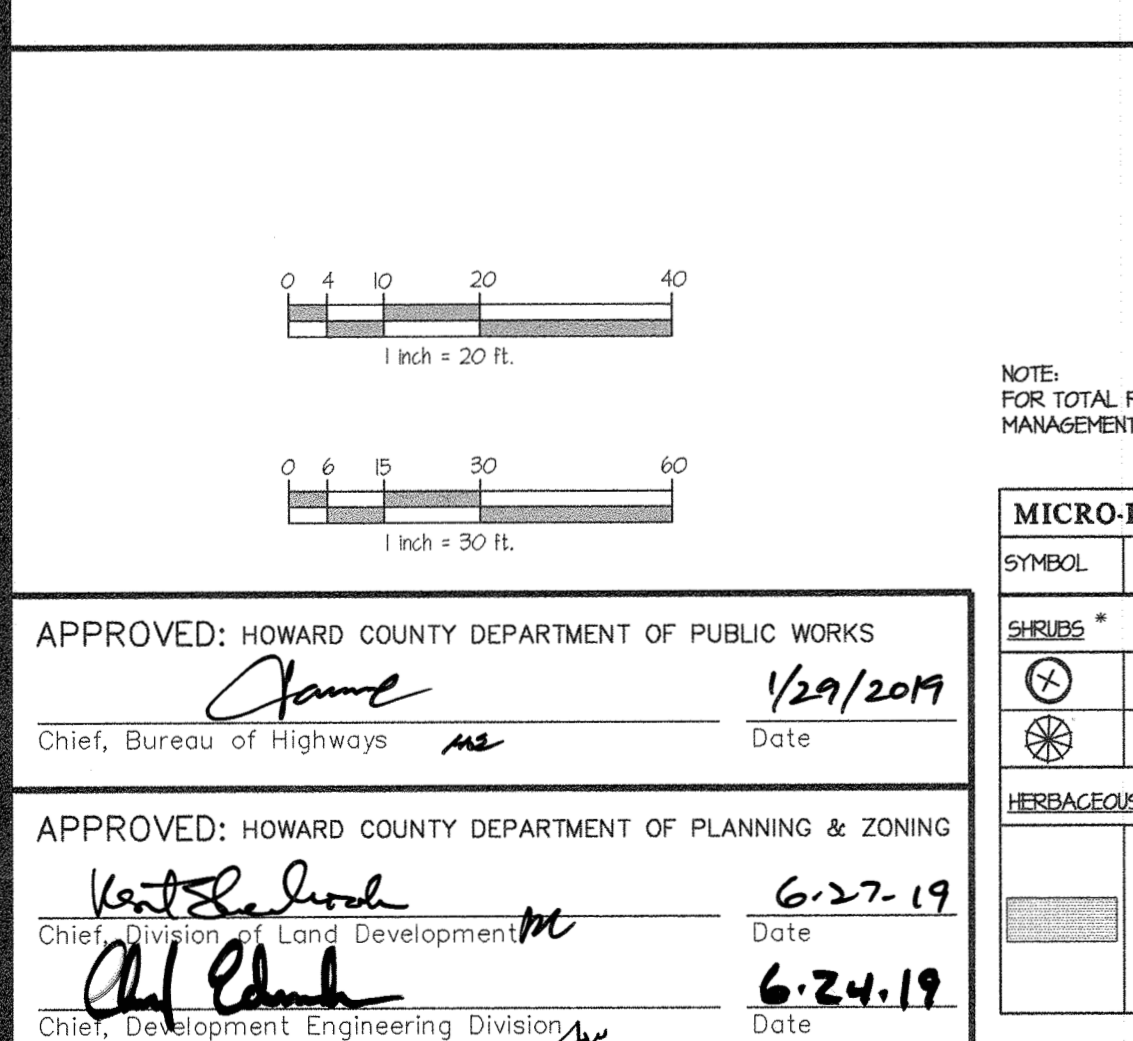 0 4 10 20 40
1 inch = 20 ft.
0 6 15 30 60
1 inch = 30 ft.
APPROVED: HOWARD COUNTY DEPARTMENT OF PUBLIC WORKS
1/29/2019
Chief, Bureau of Highways Date
APPROVED: HOWARD COUNTY DEPARTMENT OF PLANNING & ZONING
Kent 6.27.19
Chief, Division of Land Development Date
6.24.19
Chief, Development Engineering Division Date
NOTE:
FOR TOTAL
MANAGEMENT
MICRO-
SYMBOL
SHRUBS *
HERBACEOUS